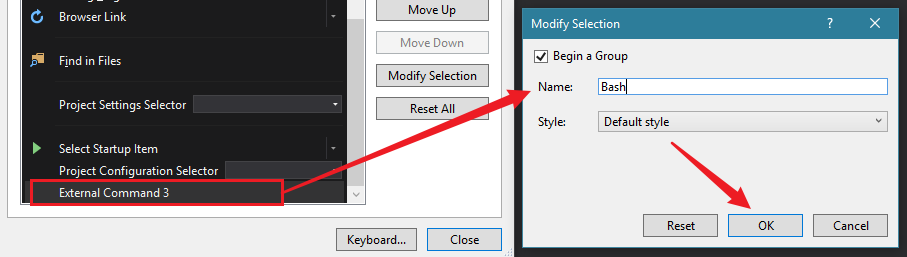 Browser Link
Find in Files
Project Settings Selector
Select Startup Item
Project Configuration Selector
External Command 3
Move Up
Move Down
Modify Selection
Reset All
Keyboard...
Close
Modify Selection
?
Begin a Group
Name:
Bash
Style:
Default style
Reset
OK
Cancel